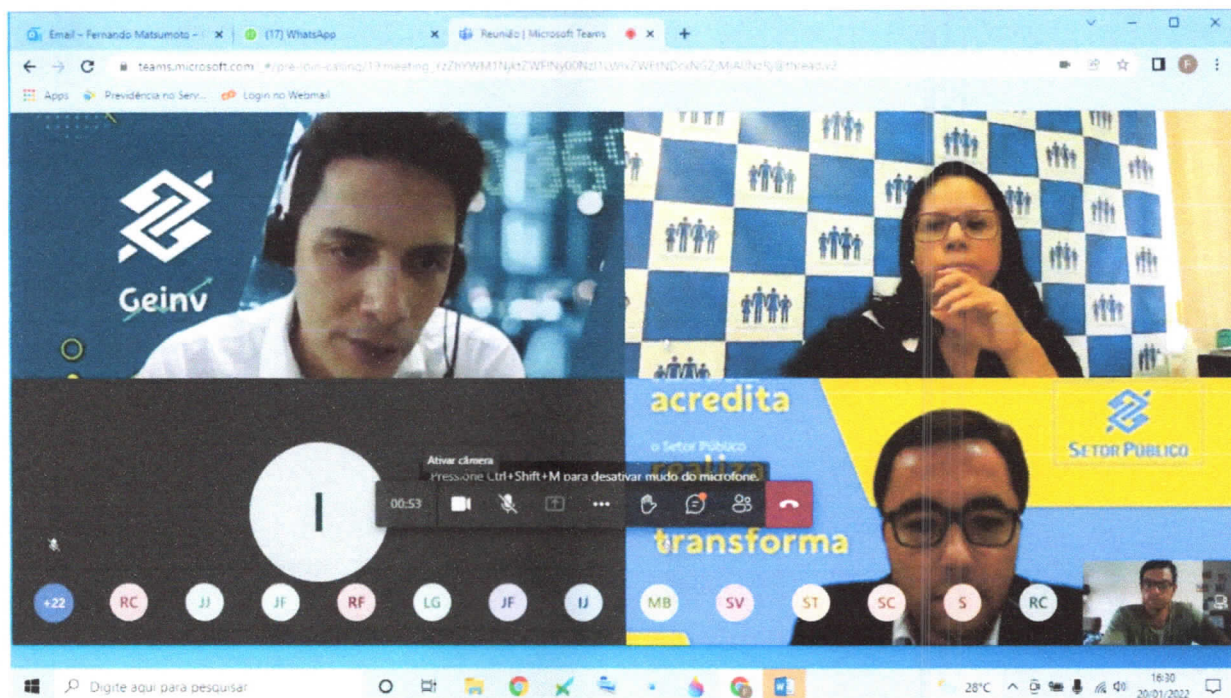 Email – Fernando Matsumoto –
(17) WhatsApp
Reunião | Microsoft Teams
teams.microsoft.com
Apps
Previdência no Serv...
Login no Webmail
Geinv
acredita
o Setor Público
realiza
SETOR PÚBLICO
transforma
Ativar câmera
Pressione Ctrl+Shift+M para desativar mudo do microfone.
00:53
I
+22
RC
JJ
JF
RF
LG
JF
IJ
MB
SV
ST
SC
S
RC
Digite aqui para pesquisar
28°C
16:30
20/01/2022